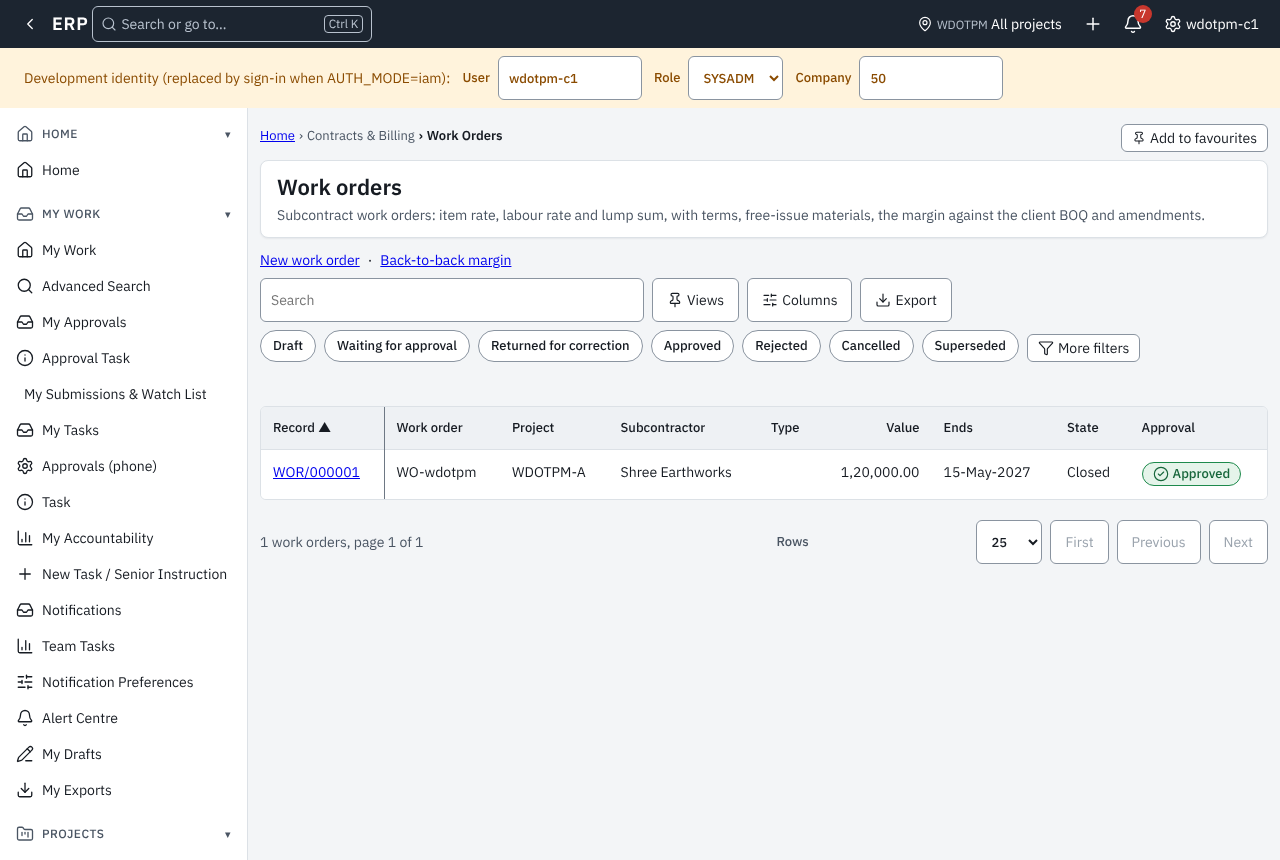 ERP Search or go to... Ctrl K WDOTPM All projects 7 wdotpm-c1
Development identity (replaced by sign-in when AUTH_MODE=iam): User wdotpm-c1 Role SYSADM Company 50
HOME
Home
MY WORK
My Work
Advanced Search
My Approvals
Approval Task
My Submissions & Watch List
My Tasks
Approvals (phone)
Task
My Accountability
New Task / Senior Instruction
Notifications
Team Tasks
Notification Preferences
Alert Centre
My Drafts
My Exports
PROJECTS
Home › Contracts & Billing › Work Orders
Add to favourites
Work orders
Subcontract work orders: item rate, labour rate and lump sum, with terms, free-issue materials, the margin against the client BOQ and amendments.
New work order · Back-to-back margin
Search Views Columns Export
Draft Waiting for approval Returned for correction Approved Rejected Cancelled Superseded More filters
Record ▲ Work order Project Subcontractor Type Value Ends State Approval
WOR/000001 WO-wdotpm WDOTPM-A Shree Earthworks 1,20,000.00 15-May-2027 Closed Approved
1 work orders, page 1 of 1 Rows 25 First Previous Next